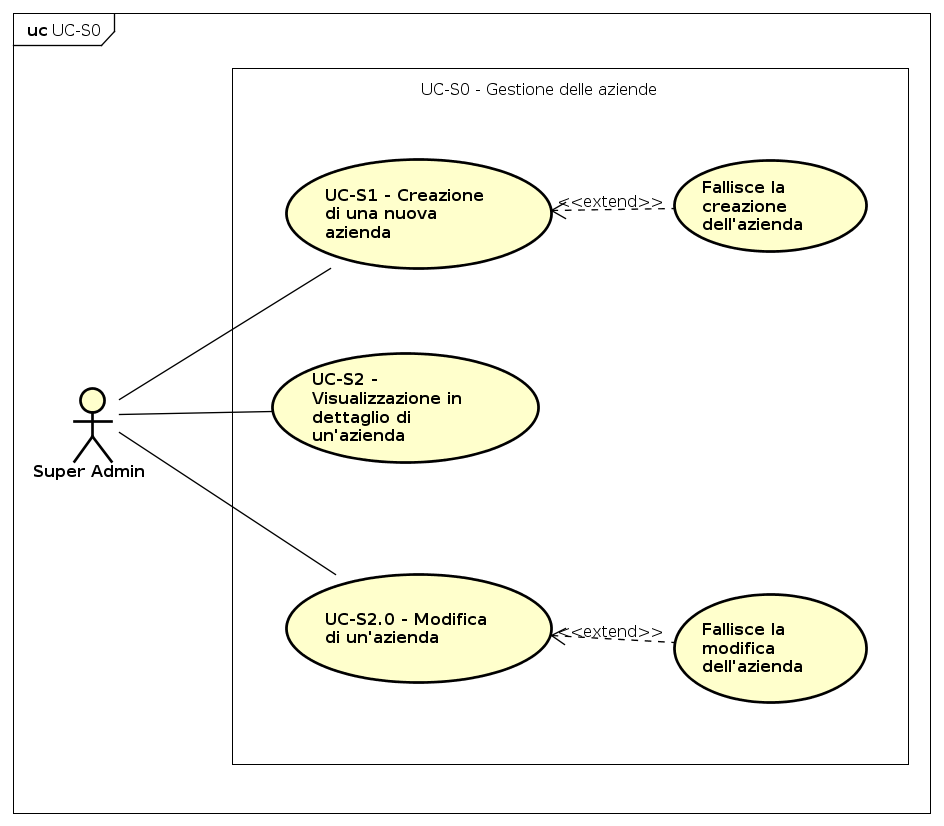 uc UC-S0
UC-S0 - Gestione delle aziende
UC-S1 - Creazione
di una nuova
azienda
<<extend>>
Fallisce la
creazione
dell'azienda
UC-S2 -
Visualizzazione in
dettaglio di
un'azienda
Super Admin
UC-S2.0 - Modifica
di un'azienda
<<extend>>
Fallisce la
modifica
dell'azienda